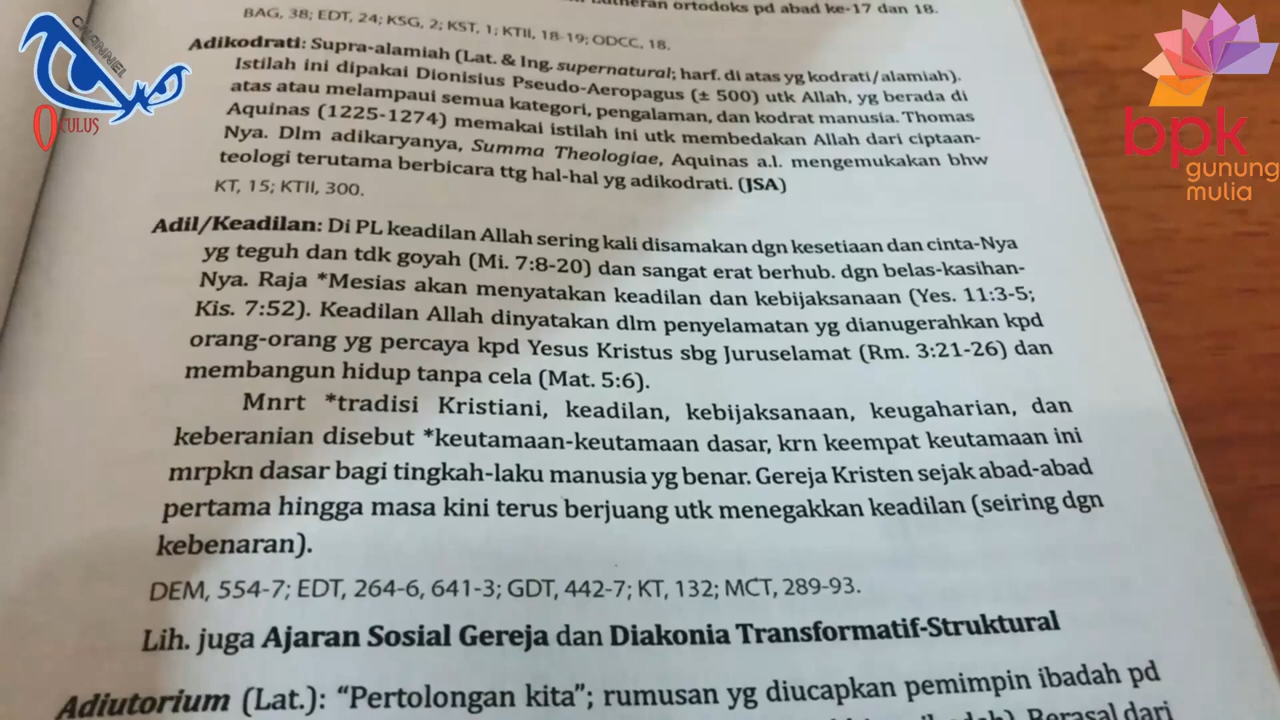 Lutheran ortodoks pd abad ke-17 dan 18.
BAG, 38; EDT, 24; KSG, 2; KST, 1; KTII, 18-19; ODCC, 18.
Adikodrati: Supra-alamiah (Lat. & Ing. supernatural; harf. di atas yg kodrati/alamiah).
Istilah ini dipakai Dionisius Pseudo-Aeropagus (± 500) utk Allah, yg berada di
atas atau melampaui semua kategori, pengalaman, dan kodrat manusia. Thomas
Aquinas (1225-1274) memakai istilah ini utk membedakan Allah dari ciptaan-
Nya. Dlm adikaryanya, Summa Theologiae, Aquinas a.l. mengemukakan bhw
teologi terutama berbicara ttg hal-hal yg adikodrati. (JSA)
KT, 15; KTII, 300.
Adil/Keadilan: Di PL keadilan Allah sering kali disamakan dgn kesetiaan dan cinta-Nya
yg teguh dan tdk goyah (Mi. 7:8-20) dan sangat erat berhub. dgn belas-kasihan-
Nya. Raja *Mesias akan menyatakan keadilan dan kebijaksanaan (Yes. 11:3-5;
Kis. 7:52). Keadilan Allah dinyatakan dlm penyelamatan yg dianugerahkan kpd
orang-orang yg percaya kpd Yesus Kristus sbg Juruselamat (Rm. 3:21-26) dan
membangun hidup tanpa cela (Mat. 5:6).
Mnrt *tradisi Kristiani, keadilan, kebijaksanaan, keugaharian, dan
keberanian disebut *keutamaan-keutamaan dasar, krn keempat keutamaan ini
mrpkn dasar bagi tingkah-laku manusia yg benar. Gereja Kristen sejak abad-abad
pertama hingga masa kini terus berjuang utk menegakkan keadilan (seiring dgn
kebenaran).
DEM, 554-7; EDT, 264-6, 641-3; GDT, 442-7; KT, 132; MCT, 289-93.
Lih. juga Ajaran Sosial Gereja dan Diakonia Transformatif-Struktural
Adiutorium (Lat.): “Pertolongan kita”; rumusan yg diucapkan pemimpin ibadah pd
Berasal dari
CHANNEL
OCULUS
bpk
gunung
mulia